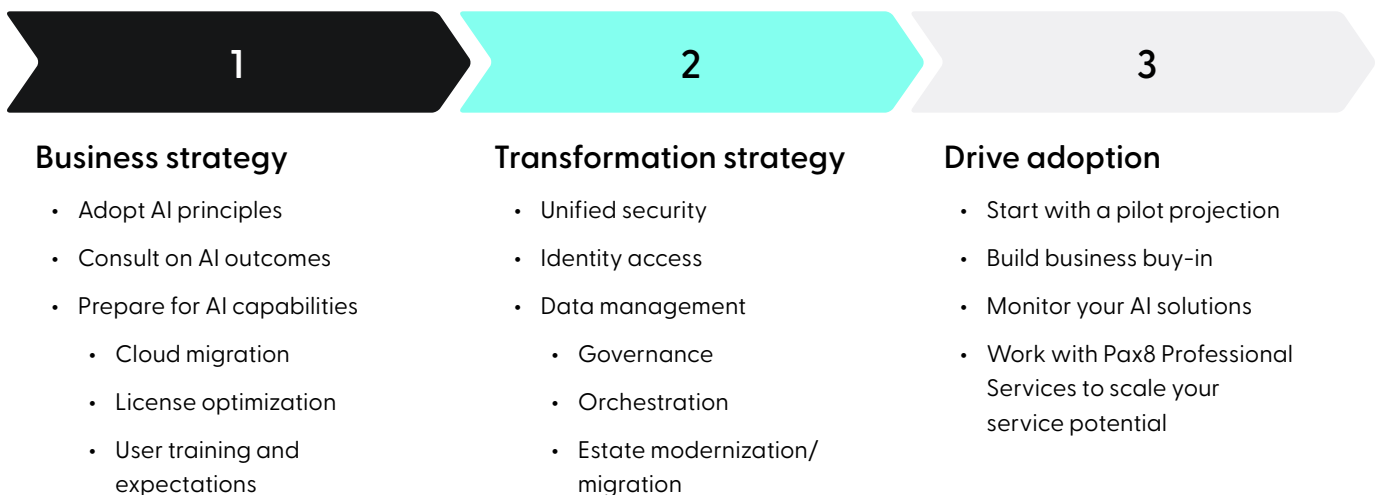 1
Business strategy
• Adopt AI principles
• Consult on AI outcomes
• Prepare for AI capabilities
• Cloud migration
• License optimization
• User training and
expectations
2
Transformation strategy
• Unified security
• Identity access
• Data management
• Governance
• Orchestration
• Estate modernization/
migration
3
Drive adoption
• Start with a pilot projection
• Build business buy-in
• Monitor your AI solutions
• Work with Pax8 Professional
Services to scale your
service potential